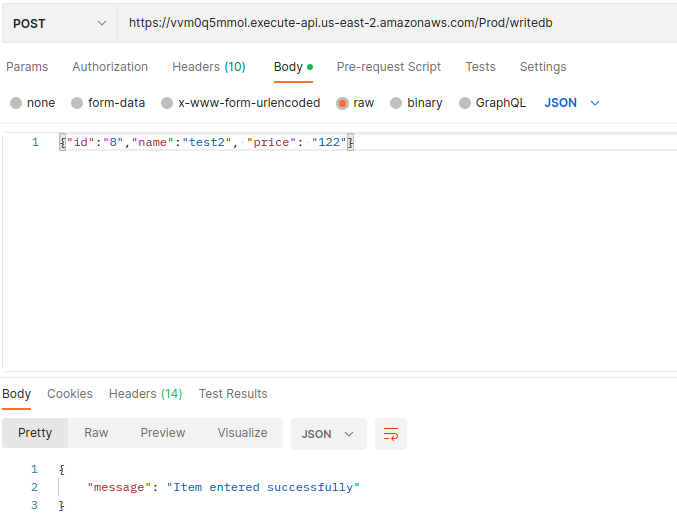 POST https://vvm0q5mmol.execute-api.us-east-2.amazonaws.com/Prod/writedb
Params Authorization Headers (10) Body Pre-request Script Tests Settings
none form-data x-www-form-urlencoded raw binary GraphQL JSON
1 {"id":"8","name":"test2", "price": "122"}
Body Cookies Headers (14) Test Results
Pretty Raw Preview Visualize JSON
1 {
2 "message": "Item entered successfully"
3 }